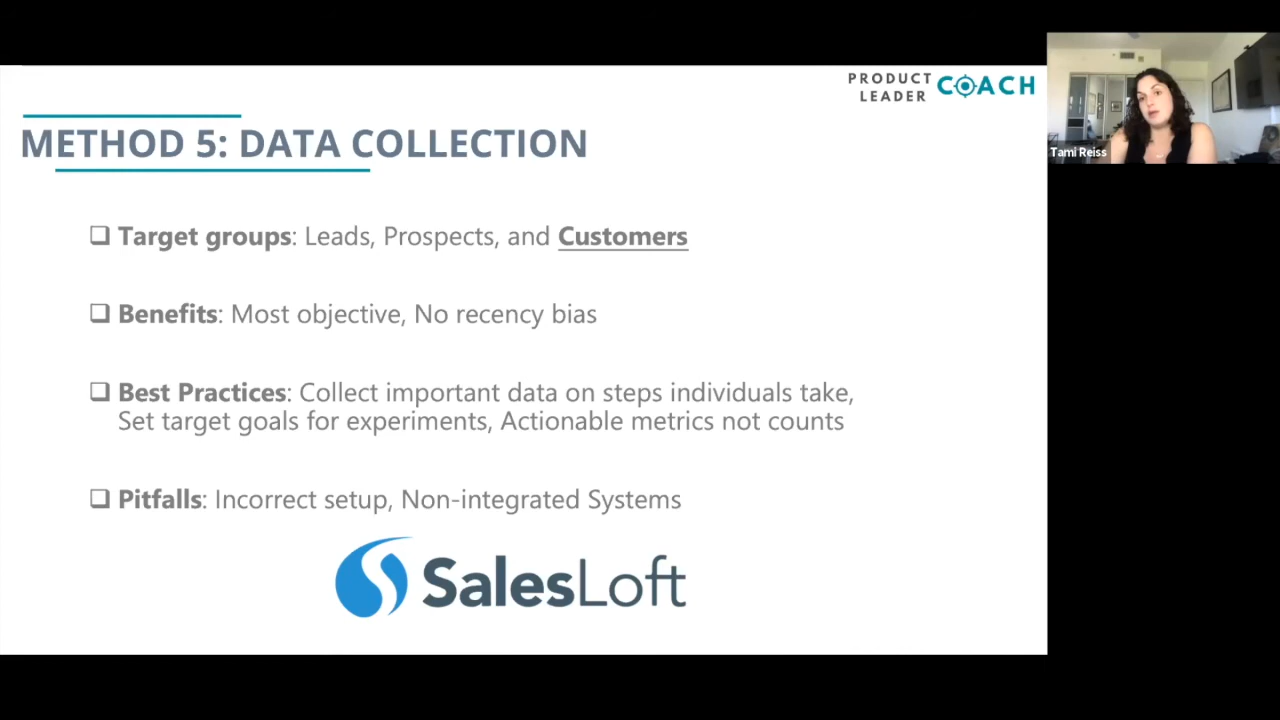 PRODUCT
LEADER COACH
Tami Reiss
METHOD 5: DATA COLLECTION
❑ Target groups: Leads, Prospects, and Customers
❑ Benefits: Most objective, No recency bias
❑ Best Practices: Collect important data on steps individuals take,
Set target goals for experiments, Actionable metrics not counts
❑ Pitfalls: Incorrect setup, Non-integrated Systems
SalesLoft